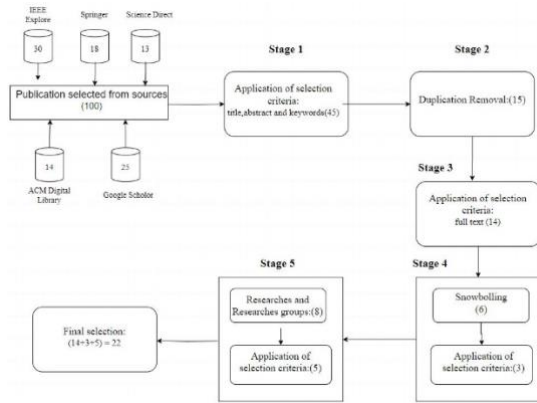 IEEE
Explore
Springer
Science Direct
30
18
13
Publication selected from sources
(100)
14
25
ACM Digital
Library
Google Scholor
Stage 1
Application of selection
criteria:
title,abstract and keywords(45)
Stage 2
Duplication Removal:(15)
Stage 3
Application of selection
criteria:
full text (14)
Stage 4
Snowbolling
(6)
Application of
selection criteria:(3)
Stage 5
Researches and
Researches groups:(8)
Application of
selection criteria:(5)
Final selection:
(14+3+5) = 22